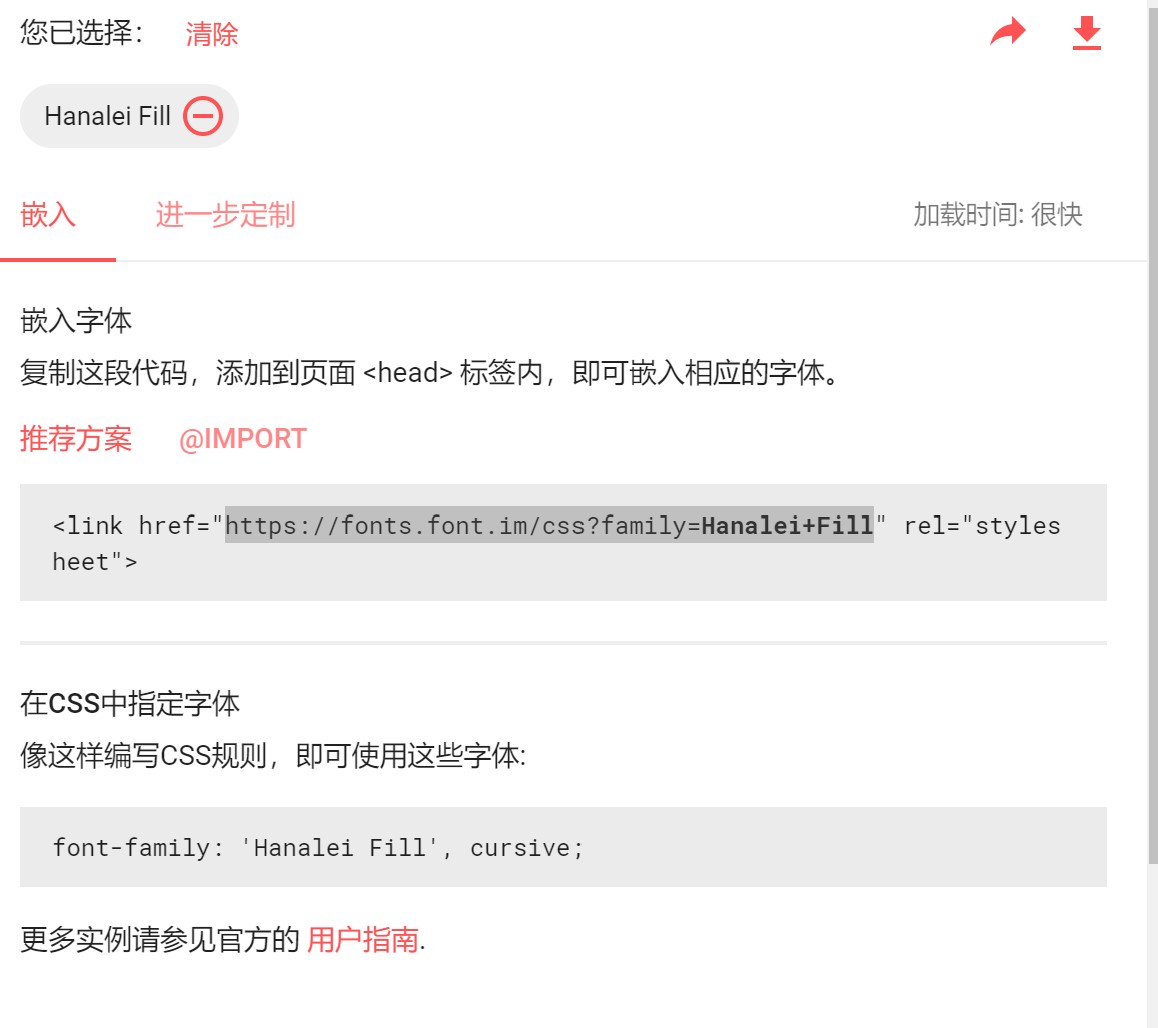 您已选择： 清除
Hanalei Fill
嵌入 进一步定制 加载时间: 很快
嵌入字体
复制这段代码，添加到页面 <head> 标签内，即可嵌入相应的字体。
推荐方案 @IMPORT
<link href="https://fonts.font.im/css?family=Hanalei+Fill" rel="styles
heet">
在CSS中指定字体
像这样编写CSS规则，即可使用这些字体:
font-family: 'Hanalei Fill', cursive;
更多实例请参见官方的 用户指南.